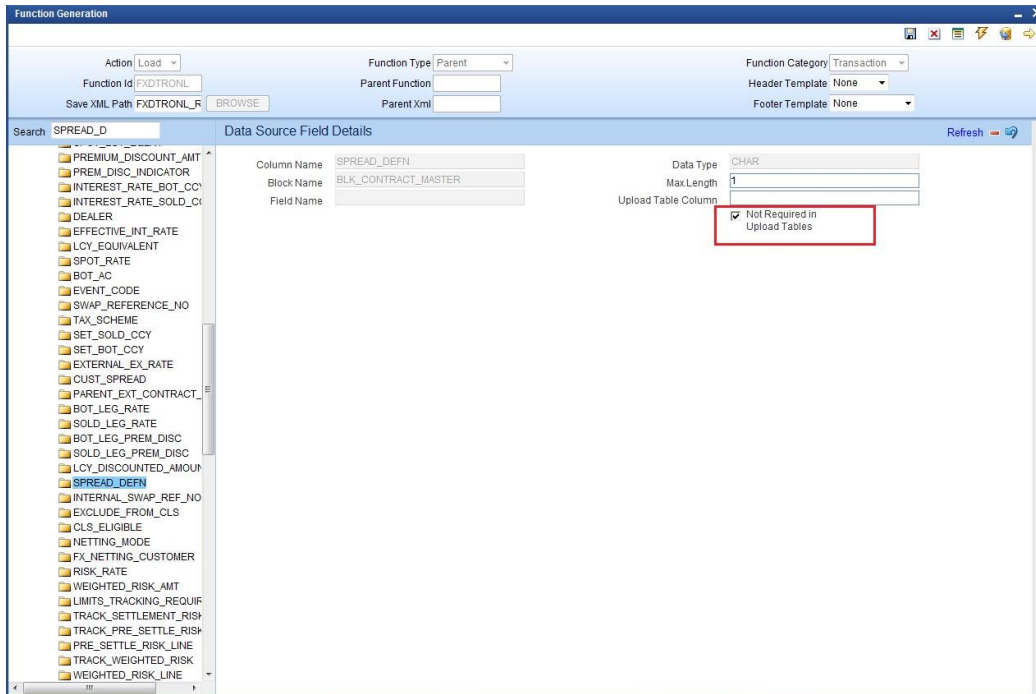 Function Generation
Action Load Function Type Parent Function Category Transaction
Function Id FXDTRONL Parent Function Header Template None
Save XML Path FXDTRONL_R BROWSE Parent Xml Footer Template None
Search SPREAD_D Data Source Field Details Refresh
PREMIUM_DISCOUNT_AMT
PREM_DISC_INDICATOR
INTEREST_RATE_BOT_CCY
INTEREST_RATE_SOLD_CC
DEALER
EFFECTIVE_INT_RATE
LCY_EQUIVALENT
SPOT_RATE
BOT_AC
EVENT_CODE
SWAP_REFERENCE_NO
TAX_SCHEME
SET_SOLD_CCY
SET_BOT_CCY
EXTERNAL_EX_RATE
CUST_SPREAD
PARENT_EXT_CONTRACT_
BOT_LEG_RATE
SOLD_LEG_RATE
BOT_LEG_PREM_DISC
SOLD_LEG_PREM_DISC
LCY_DISCOUNTED_AMOUN
SPREAD_DEFN
INTERNAL_SWAP_REF_NO
EXCLUDE_FROM_CLS
CLS_ELIGIBLE
NETTING_MODE
FX_NETTING_CUSTOMER
RISK_RATE
WEIGHTED_RISK_AMT
LIMITS_TRACKING_REQUIR
TRACK_SETTLEMENT_RISK
TRACK_PRE_SETTLE_RISK
PRE_SETTLE_RISK_LINE
TRACK_WEIGHTED_RISK
WEIGHTED_RISK_LINE
Column Name SPREAD_DEFN Data Type CHAR
Block Name BLK_CONTRACT_MASTER Max.Length 1
Field Name Upload Table Column
Not Required in
Upload Tables